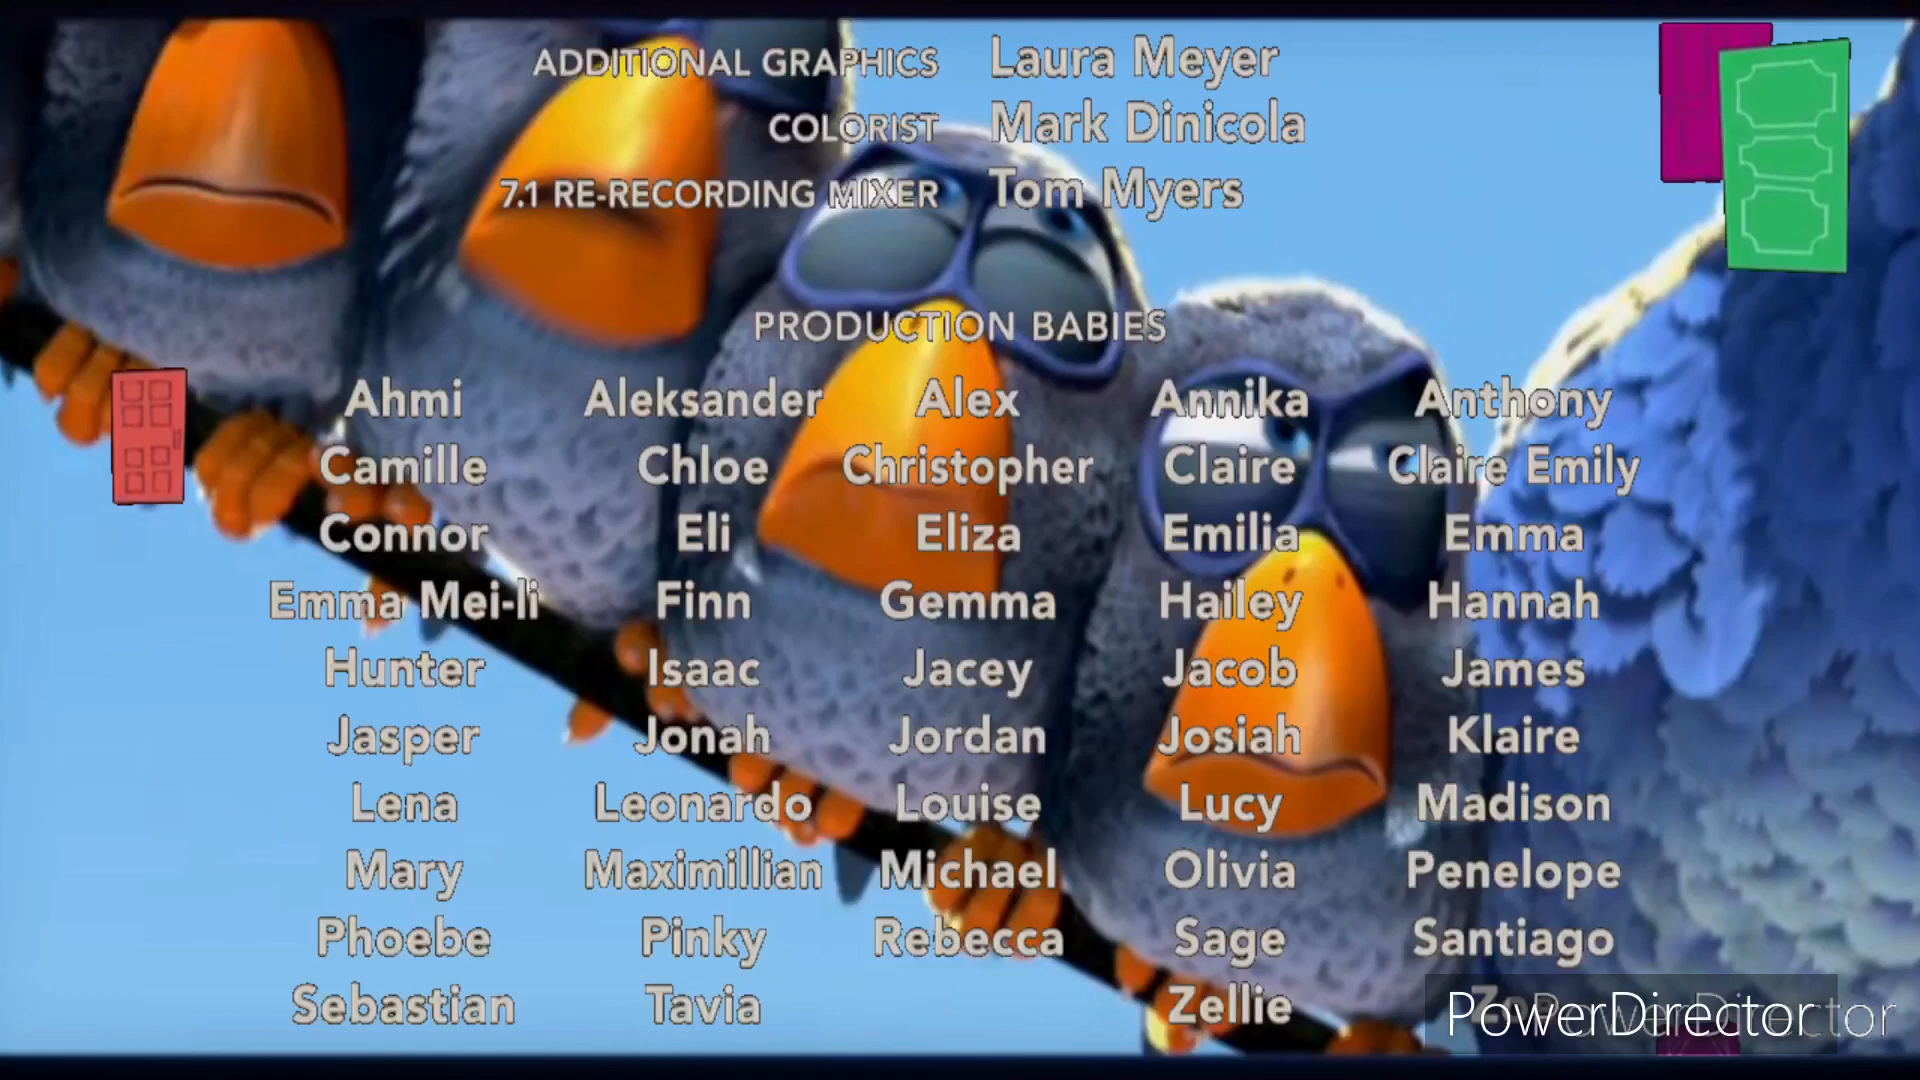 ADDITIONAL GRAPHICS Laura Meyer
COLORIST Mark Dinicola
7.1 RE-RECORDING MIXER Tom Myers
PRODUCTION BABIES
Ahmi Aleksander Alex Annika Anthony
Camille Chloe Christopher Claire Claire Emily
Connor Eli Eliza Emilia Emma
Emma Mei-li Finn Gemma Hailey Hannah
Hunter Isaac Jacey Jacob James
Jasper Jonah Jordan Josiah Klaire
Lena Leonardo Louise Lucy Madison
Mary Maximillian Michael Olivia Penelope
Phoebe Pinky Rebecca Sage Santiago
Sebastian Tavia Zellie
PowerDirector
PowerDirector